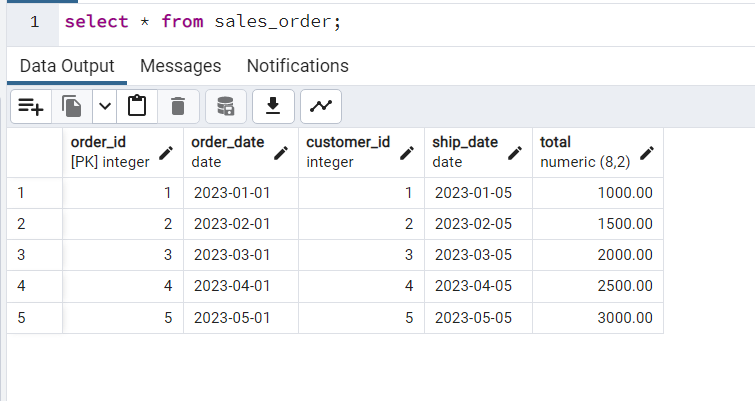 1 select * from sales_order;
Data Output Messages Notifications
order_id order_date customer_id ship_date total
[PK] integer date integer date numeric (8,2)
1 1 2023-01-01 1 2023-01-05 1000.00
2 2 2023-02-01 2 2023-02-05 1500.00
3 3 2023-03-01 3 2023-03-05 2000.00
4 4 2023-04-01 4 2023-04-05 2500.00
5 5 2023-05-01 5 2023-05-05 3000.00